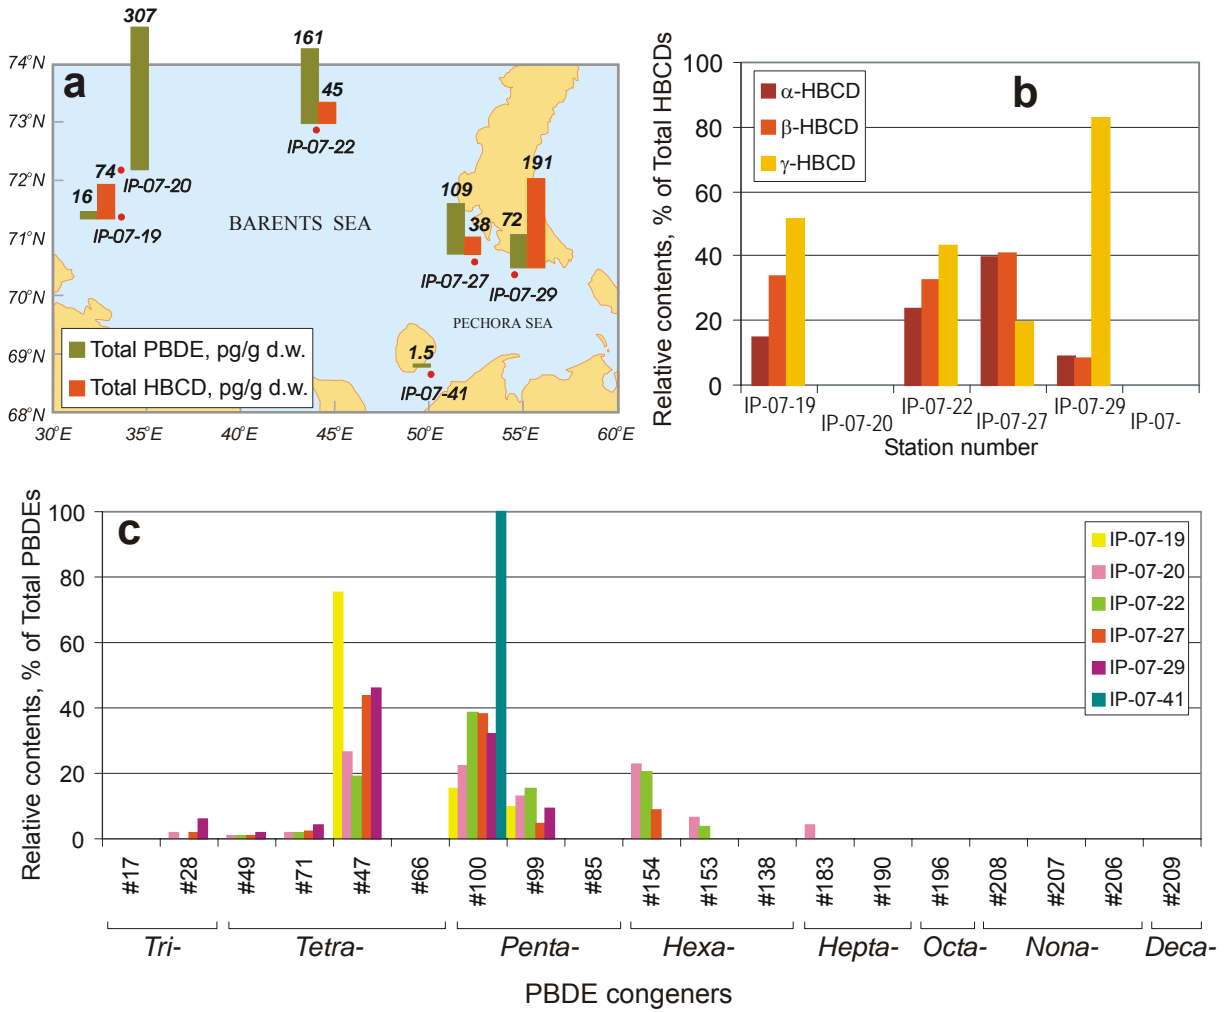 307
161
74°N
a
45
73°N
IP-07-22
191
74
72°N
IP-07-20
109
16
72
38
BARENTS SEA
IP-07-19
71°N
IP-07-27
IP-07-29
70°N
PECHORA SEA
Total PBDE, pg/g d.w.
1.5
69°N
Total HBCD, pg/g d.w.
IP-07-41
68°N
30°E
35°E
40°E
45°E
50°E
55°E
60°E
Relative contents, % of Total HBCDs
100
80
60
40
20
0
b
α-HBCD
β-HBCD
γ-HBCD
IP-07-19
IP-07-20
IP-07-22
IP-07-27
IP-07-29
IP-07-
Station number
Relative contents, % of Total PBDEs
100
80
60
40
20
0
c
IP-07-19
IP-07-20
IP-07-22
IP-07-27
IP-07-29
IP-07-41
#17
#28
#49
#71
#47
#66
#100
#99
#85
#154
#153
#138
#183
#190
#196
#208
#207
#206
#209
Tri-
Tetra-
Penta-
Hexa-
Hepta-
Octa-
Nona-
Deca-
PBDE congeners